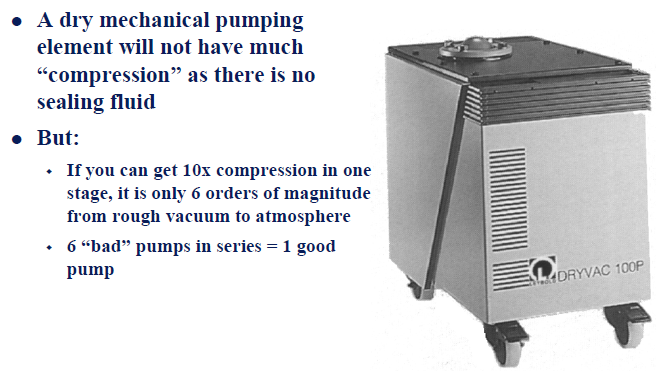 A dry mechanical pumping
element will not have much
“compression” as there is no
sealing fluid
But:
If you can get 10x compression in one
stage, it is only 6 orders of magnitude
from rough vacuum to atmosphere
6 “bad” pumps in series = 1 good
pump
LEYBOLD
DRYVAC 100P